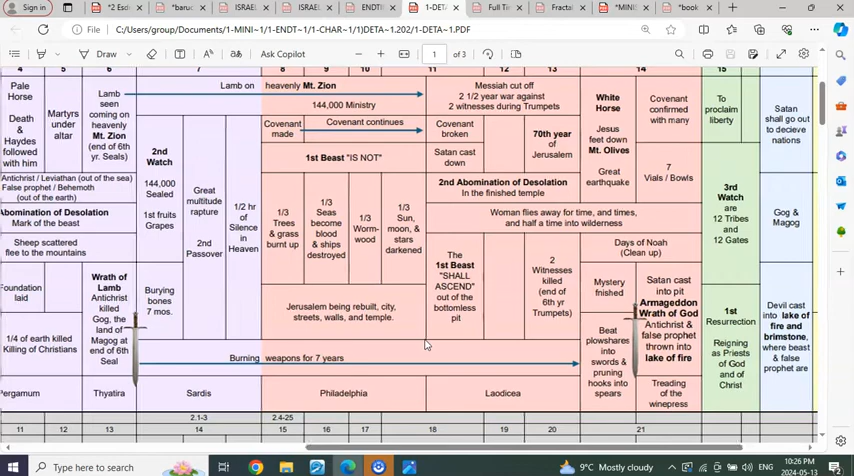 Sign in
*2 Esdi
*baruc
ISRAEL
ISRAEL
ENDTIN
1-DETA
Full Tim
Fractal
*MINIS
*book
File
C:/Users/group/Documents/1-MINI~1/1-ENDT~1/1-CHAR~1/1)DETA~1.202/1-DETA~1.PDF
Draw
Ask Copilot
1
of 3
4
5
6
7
8
9
10
11
12
13
14
15
Pale
Horse
Death
&
Haydes
followed
with him
Martyrs
under
altar
Lamb
seen
coming on
heavenly
Mt. Zion
(end of 6th
yr. Seals)
Lamb on heavenly Mt. Zion
144,000 Ministry
Messiah cut off
2 1/2 year war against
2 witnesses during Trumpets
White
Horse
Jesus
feet down
Mt. Olives
Great
earthquake
Covenant
confirmed
with many
To
proclaim
liberty
Satan
shall go out
to decieve
nations
2nd
Watch
144,000
Sealed
1st fruits
Grapes
Covenant
made
Covenant continues
Covenant
broken
70th year
of
Jerusalem
1st Beast "IS NOT"
Satan cast
down
7
Vials / Bowls
Antichrist / Leviathan (out of the sea)
False prophet / Behemoth
(out of the earth)
Great
multitude
rapture
2nd
Passover
1/2 hr
of
Silence
in
Heaven
1/3
Trees
& grass
burnt up
1/3
Seas
become
blood
& ships
destroyed
1/3
Worm-
wood
1/3
Sun,
moon, &
stars
darkened
2nd Abomination of Desolation
In the finished temple
3rd
Watch
are
12 Tribes
and
12 Gates
Abomination of Desolation
Mark of the beast
Woman flies away for time, and times,
and half a time into wilderness
Gog &
Magog
Sheep scattered
flee to the mountains
Days of Noah
(Clean up)
The
1st Beast
"SHALL
ASCEND"
out of the
bottomless
pit
2
Witnesses
killed
(end of
6th yr
Trumpets)
Foundation
laid
Wrath of
Lamb
Antichrist
killed
Gog, the
land of
Magog at
end of 6th
Seal
Burying
bones
7 mos.
Mystery
fnished
Satan cast
into pit
Armageddon
Wrath of God
Antichrist &
false prophet
thrown into
lake of fire
1/4 of earth killed
Killing of Christians
Jerusalem being rebuilt, city,
streets, walls, and temple.
Beat
plowshares
into
swords &
pruning
hooks into
spears
1st
Resurrection
Reigning
as Priests
of God
and of
Christ
Devil cast
into lake of
fire and
brimstone,
where beast
& false
prophet are
Burning weapons for 7 years
Pergamum
Thyatira
Sardis
Philadelphia
Laodicea
Treading of
the
winepress
2.1-3
2.4-25
11
12
13
14
15
16
17
18
19
20
21
Type here to search
9°C Mostly cloudy
ENG
10:26 PM
2024-05-13